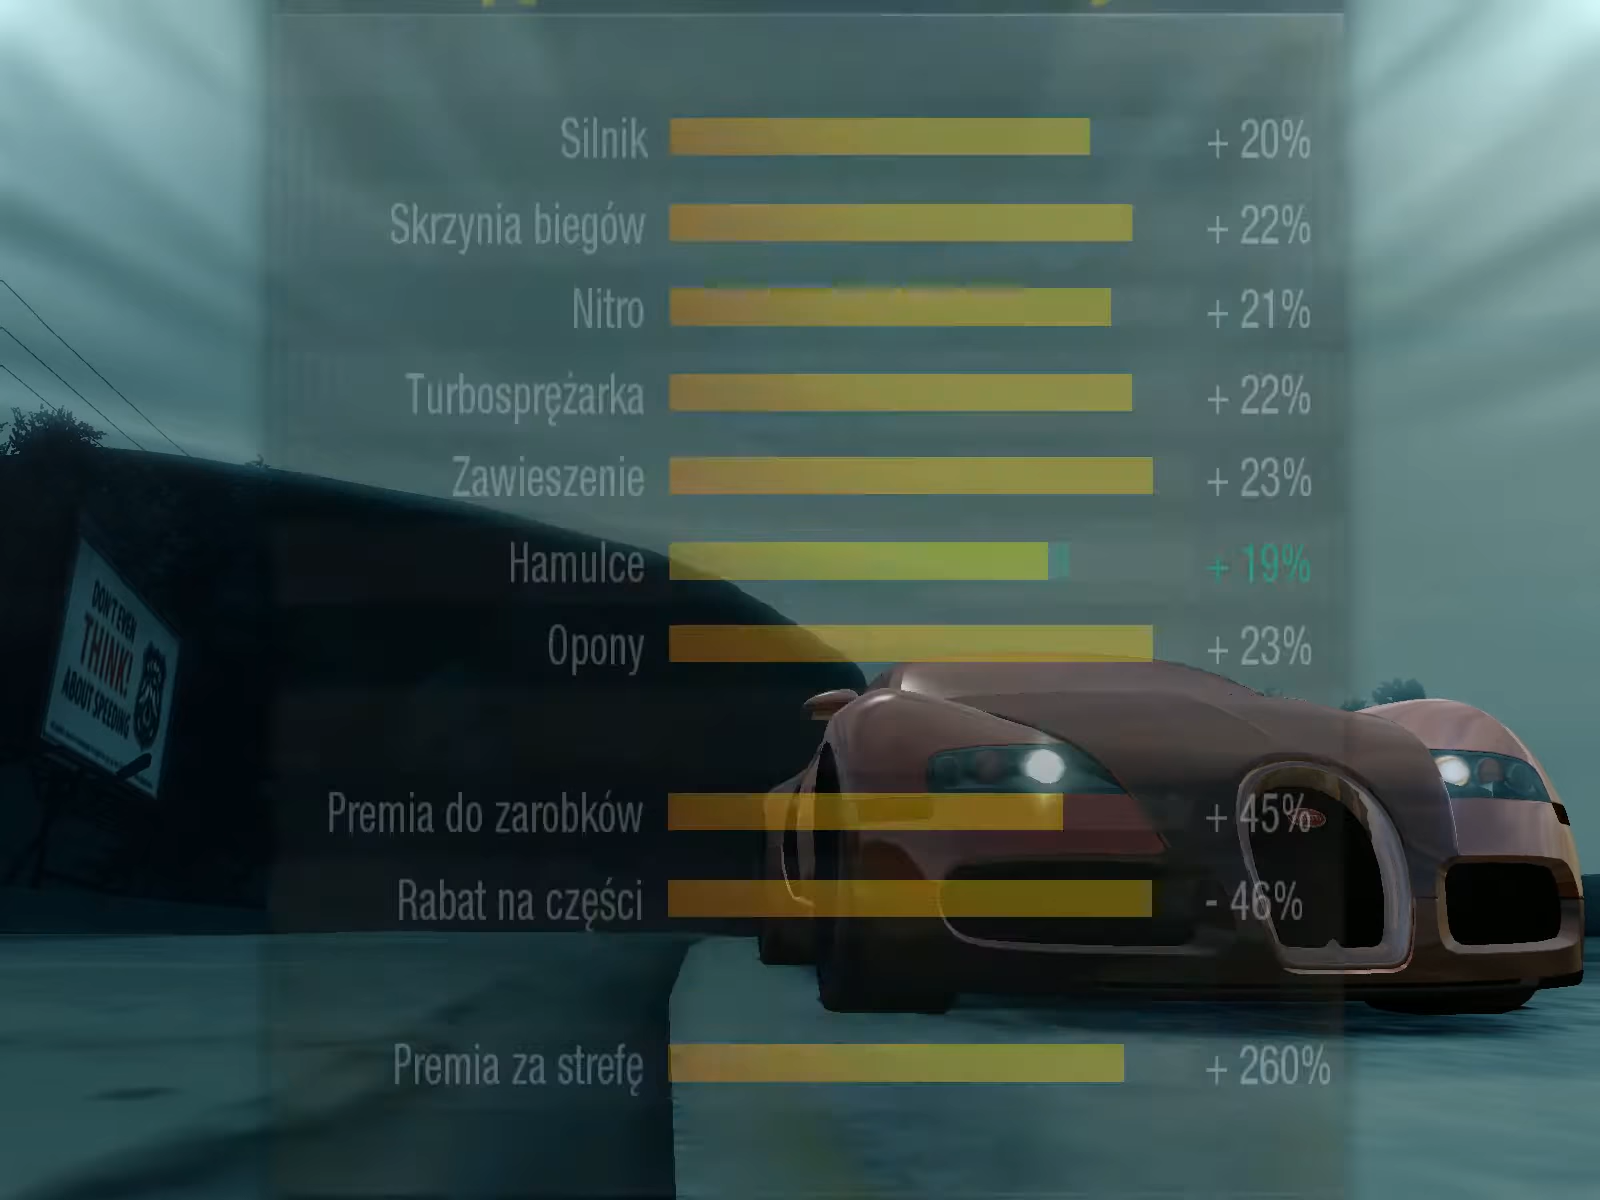 Silnik + 20%
Skrzynia biegów + 22%
Nitro + 21%
Turbosprężarka + 22%
Zawieszenie + 23%
Hamulce + 19%
Opony + 23%
DON'T EVEN
THINK!
ABOUT SPEEDING
Premia do zarobków + 45%
Rabat na części - 46%
Premia za strefę + 260%